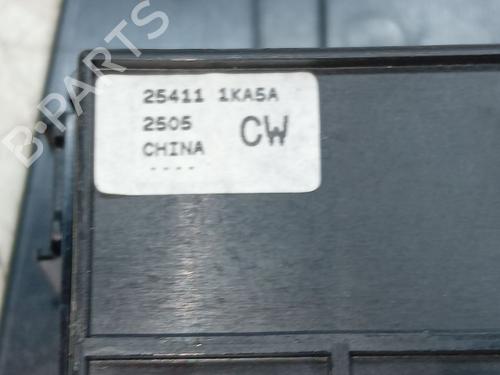 25411 1KA5A
2505 CW
CHINA
----
B-PARTS